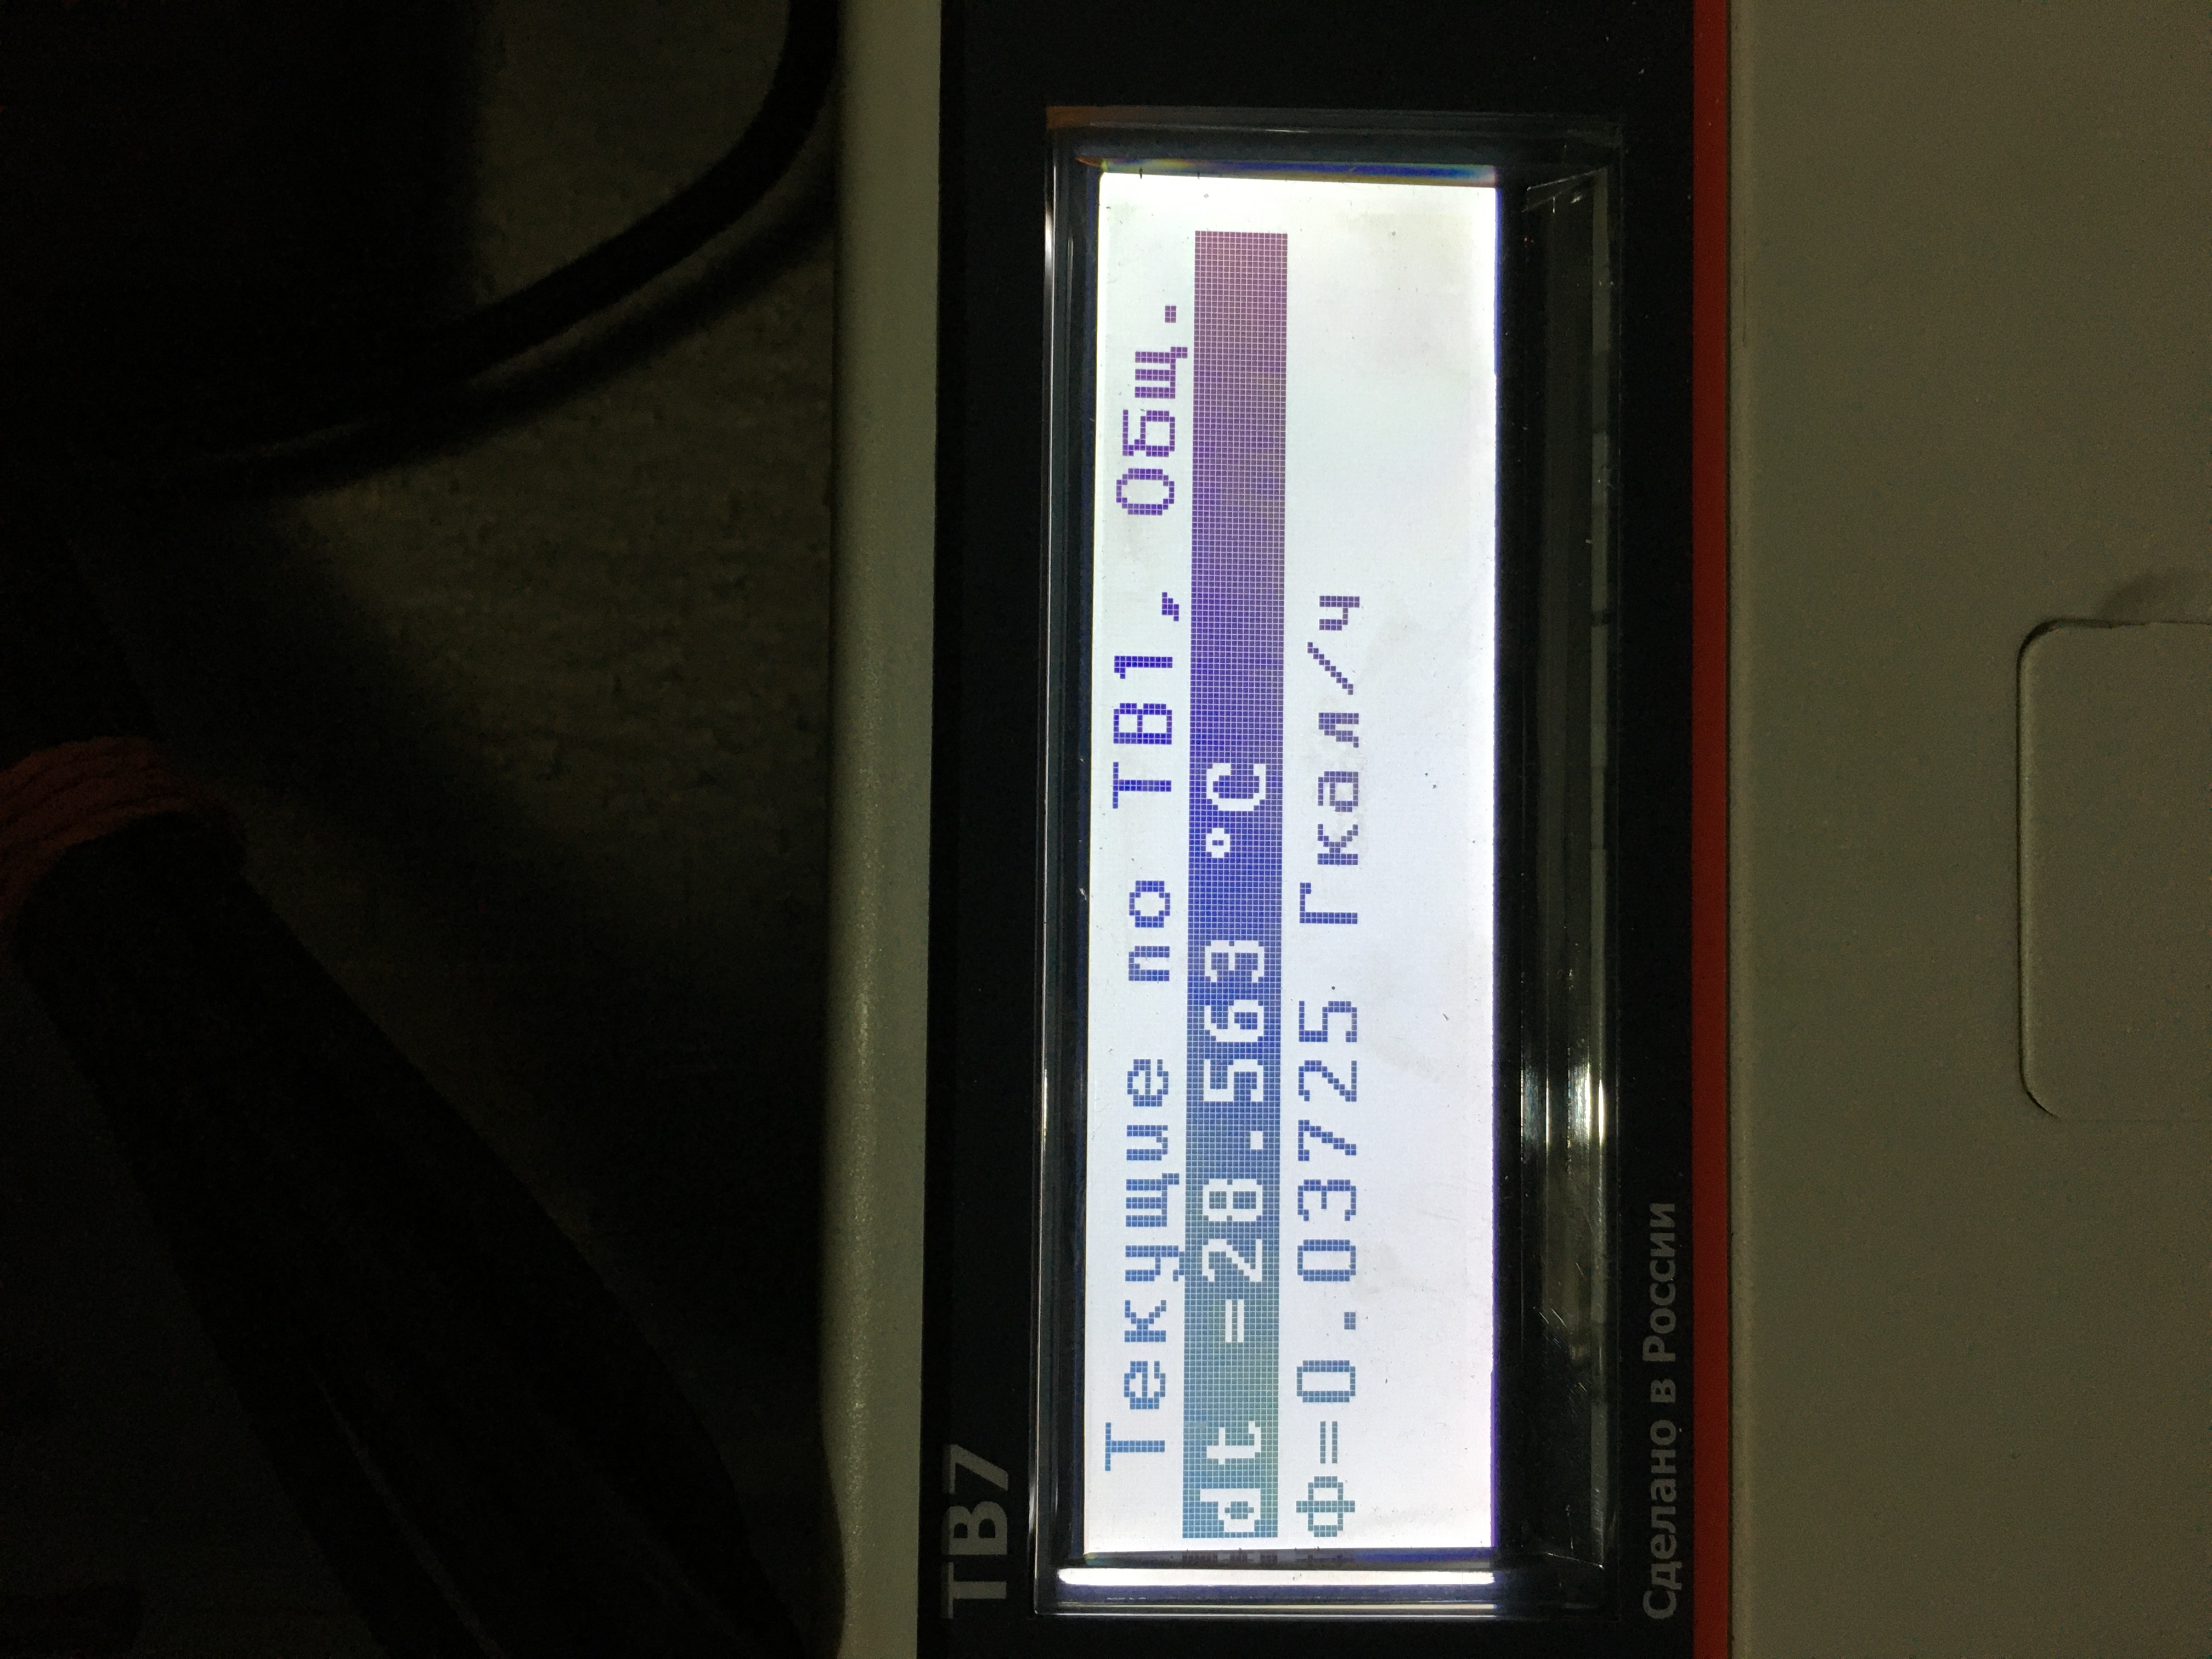 ТВ7
Текущие по ТВ1, Общ.
dt =28.563 °C
Ф=0.03725 Гкал/ч
Сделано в России